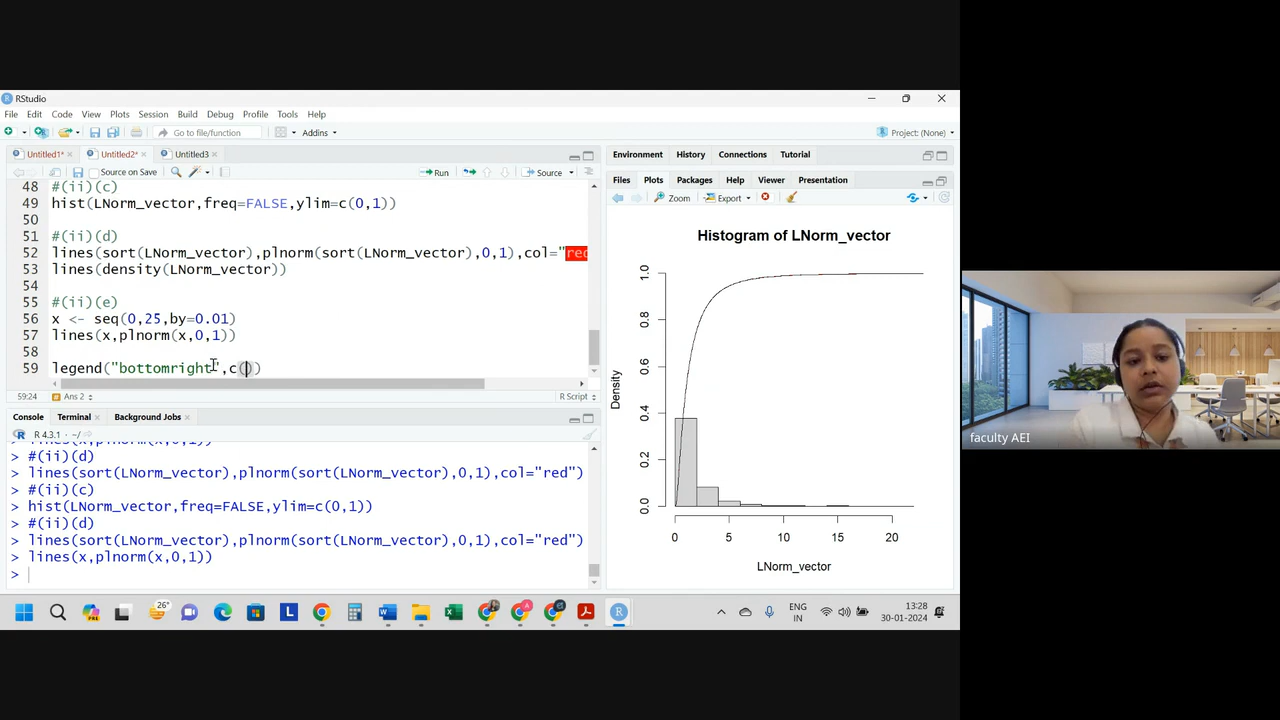 RStudio
File Edit Code View Plots Session Build Debug Profile Tools Help
Go to file/function Addins Project: (None)
Untitled1* Untitled2* Untitled3
Source on Save Run Source
48 #(ii)(c)
49 hist(LNorm_vector,freq=FALSE,ylim=c(0,1))
50
51 #(ii)(d)
52 lines(sort(LNorm_vector),plnorm(sort(LNorm_vector),0,1),col="red
53 lines(density(LNorm_vector))
54
55 #(ii)(e)
56 x <- seq(0,25,by=0.01)
57 lines(x,plnorm(x,0,1))
58
59 legend("bottomright",c())
59:24 Ans 2 R Script
Console Terminal Background Jobs
R 4.3.1 · ~/
> lines(x,plnorm(x,0,1))
> #(ii)(d)
> lines(sort(LNorm_vector),plnorm(sort(LNorm_vector),0,1),col="red")
> #(ii)(c)
> hist(LNorm_vector,freq=FALSE,ylim=c(0,1))
> #(ii)(d)
> lines(sort(LNorm_vector),plnorm(sort(LNorm_vector),0,1),col="red")
> lines(x,plnorm(x,0,1))
>
Environment History Connections Tutorial
Files Plots Packages Help Viewer Presentation
Zoom Export
Histogram of LNorm_vector
Density
1.0
0.8
0.6
0.4
0.2
0.0
0 5 10 15 20
LNorm_vector
faculty AEI
26°
ENG
IN
13:28
30-01-2024